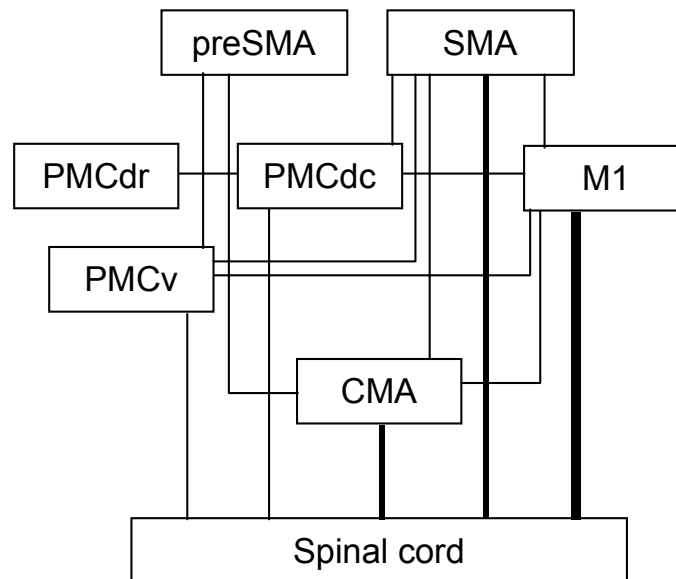 preSMA
SMA
PMCdr
PMCdc
M1
PMCv
CMA
Spinal cord